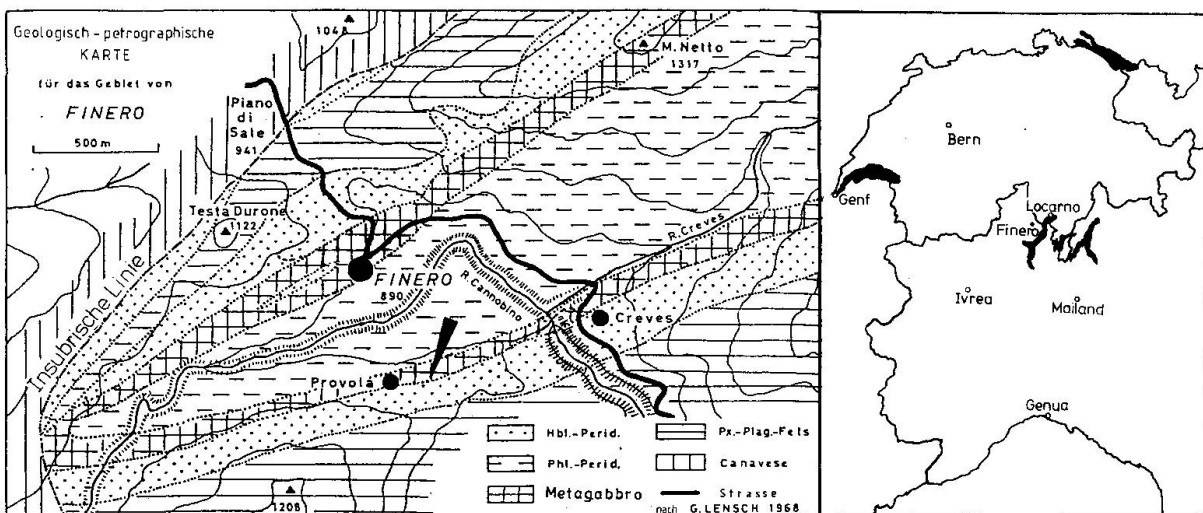 Geologisch-petrographische
KARTE
für das Gebiet von
FINERO
500m
1048
M. Netto
1317
Piano
di
Sale
941
Testa Durone
1122
Insubrische Linie
FINERO
890
R. Cannobino
R. Creves
Creves
Provola
1208
Hbl.-Perid.
Phl.-Perid.
Metagabbro
Px.-Plag.-Fels
Canavese
Strasse
nach G. LENSCH 1968
Bern
Genf
Locarno
Finero
Ivrea
Mailand
Genua